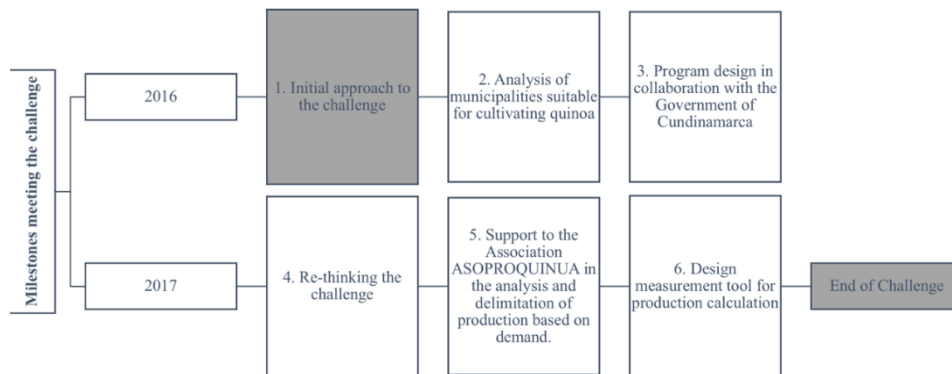 Milestones meeting the challenge
2016
1. Initial approach to
the challenge
2. Analysis of
municipalities suitable
for cultivating quinoa
3. Program design in
collaboration with the
Government of
Cundinamarca
2017
4. Re-thinking the
challenge
5. Support to the
Association
ASOPROQUINUA in
the analysis and
delimitation of
production based on
demand.
6. Design
measurement tool for
production calculation
End of Challenge